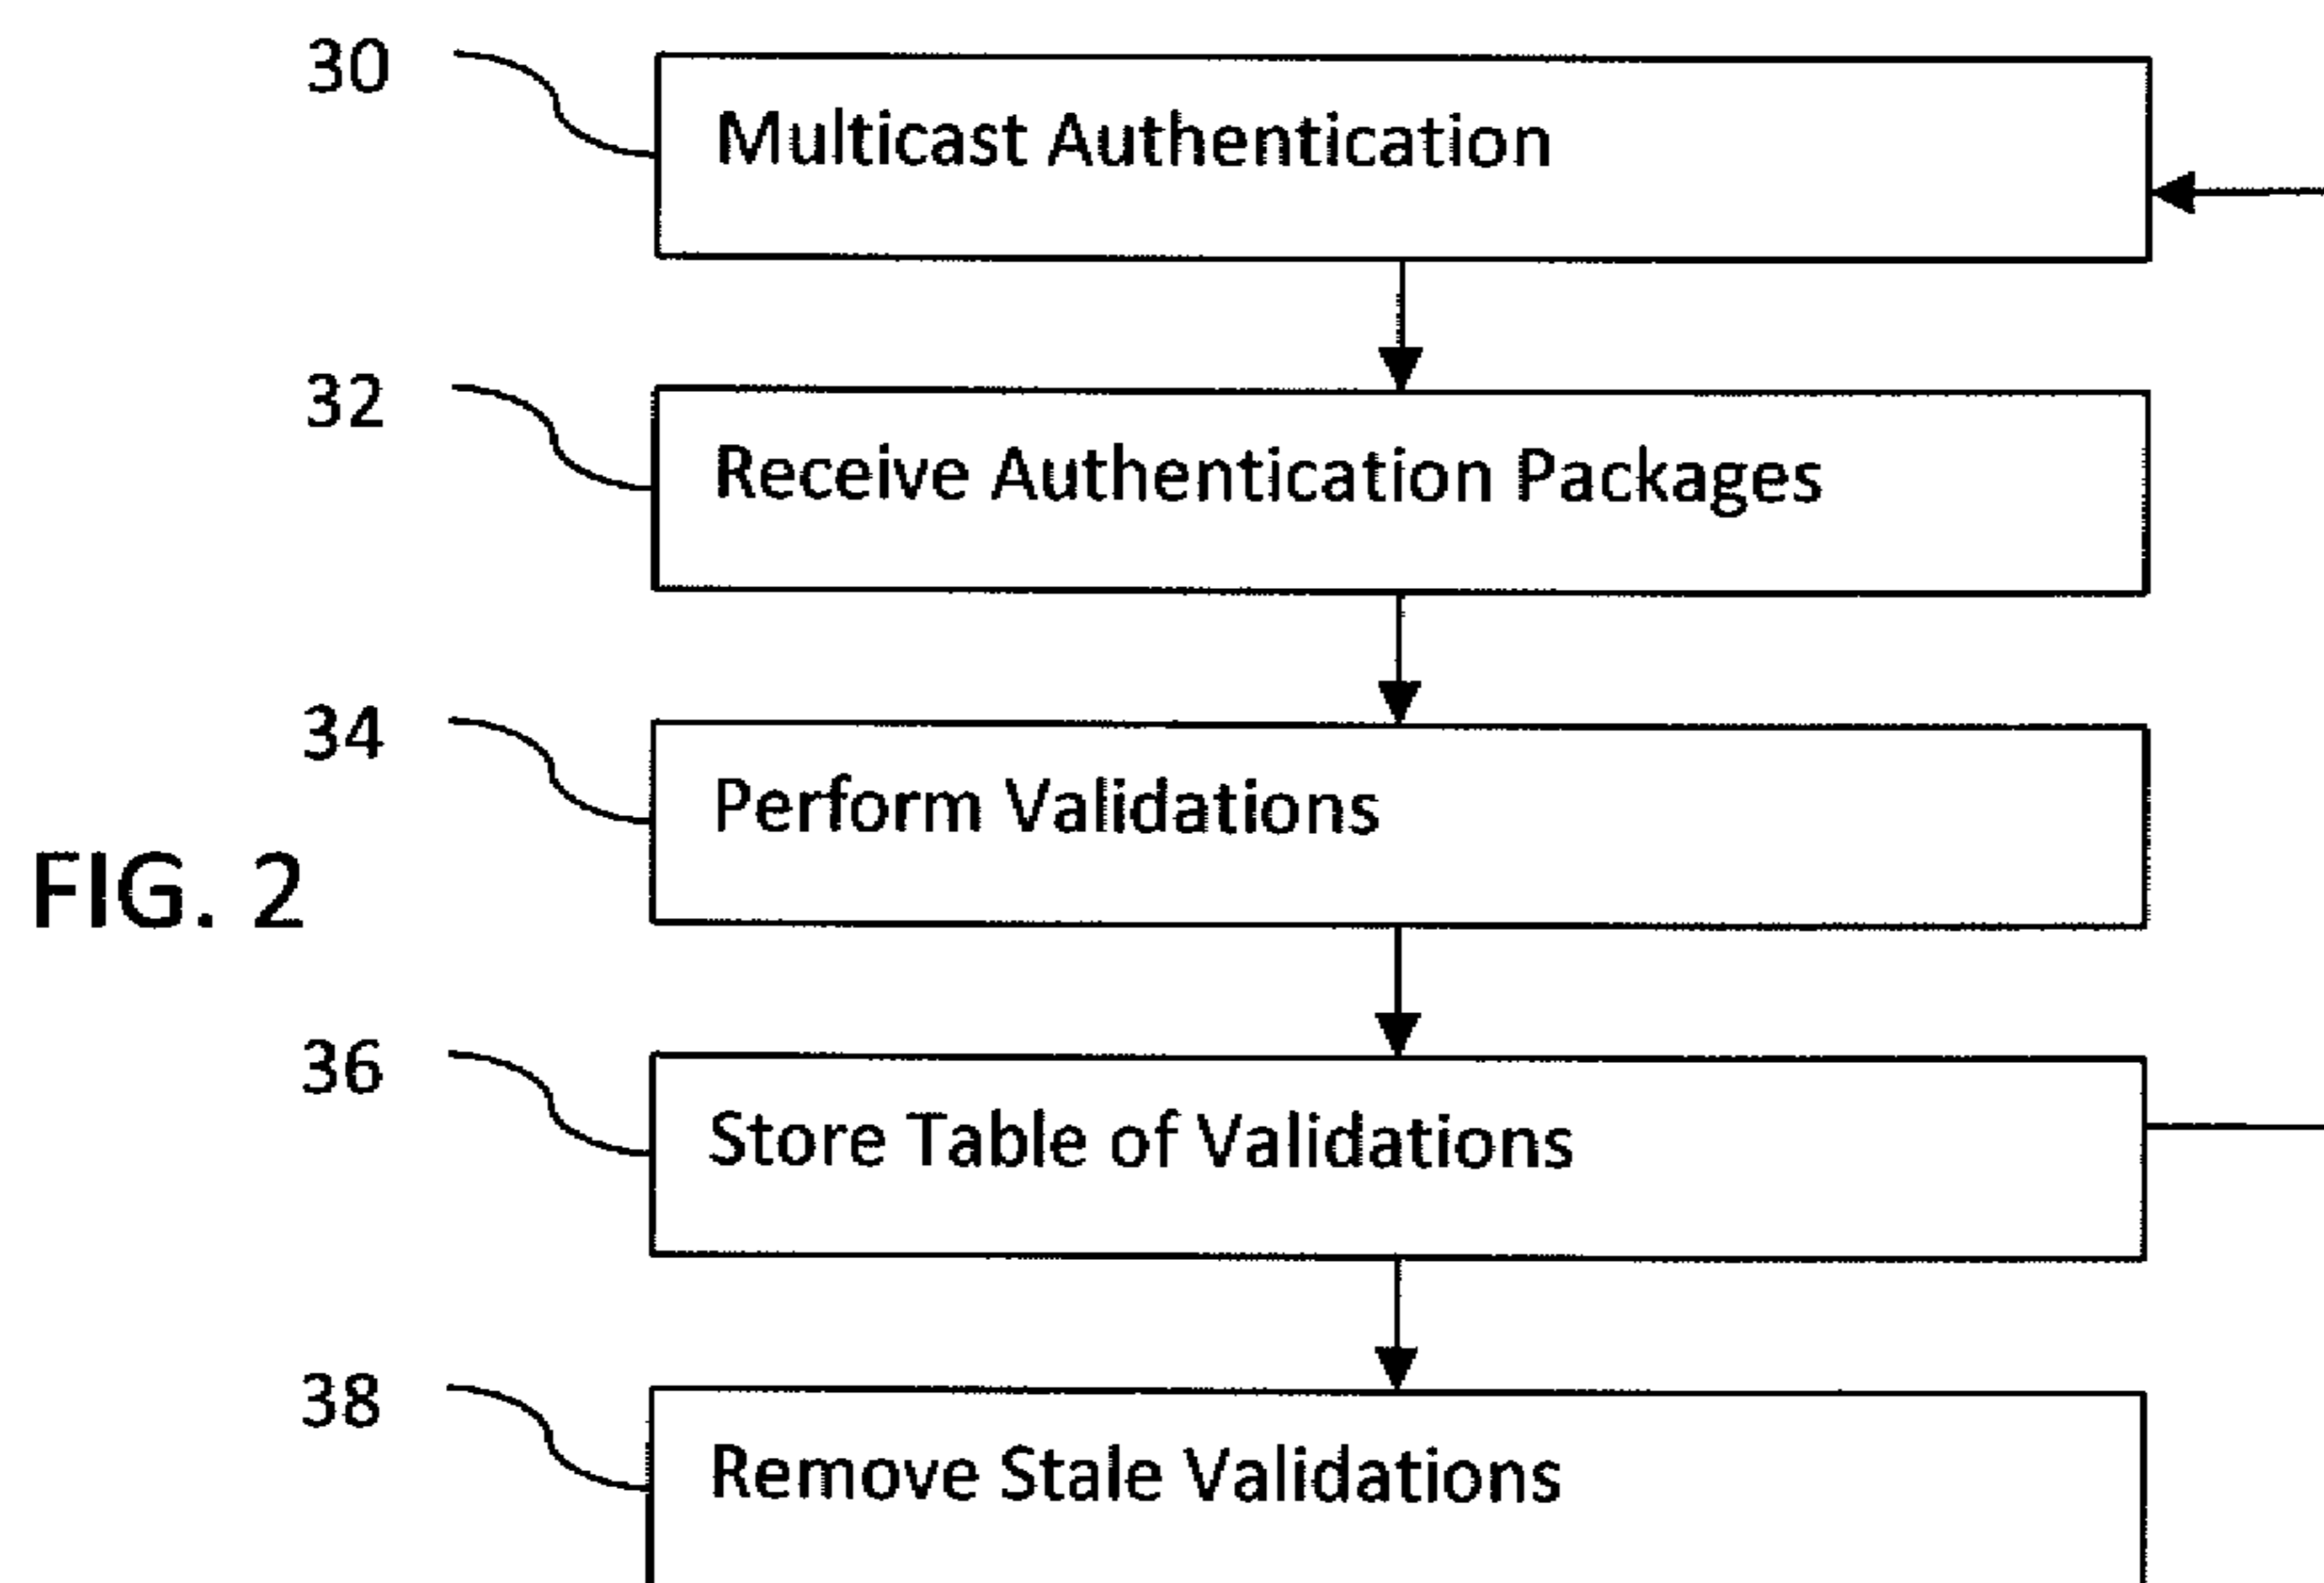 30
Multicast Authentication
32
Receive Authentication Packages
34
Perform Validations
FIG. 2
36
Store Table of Validations
38
Remove Stale Validations